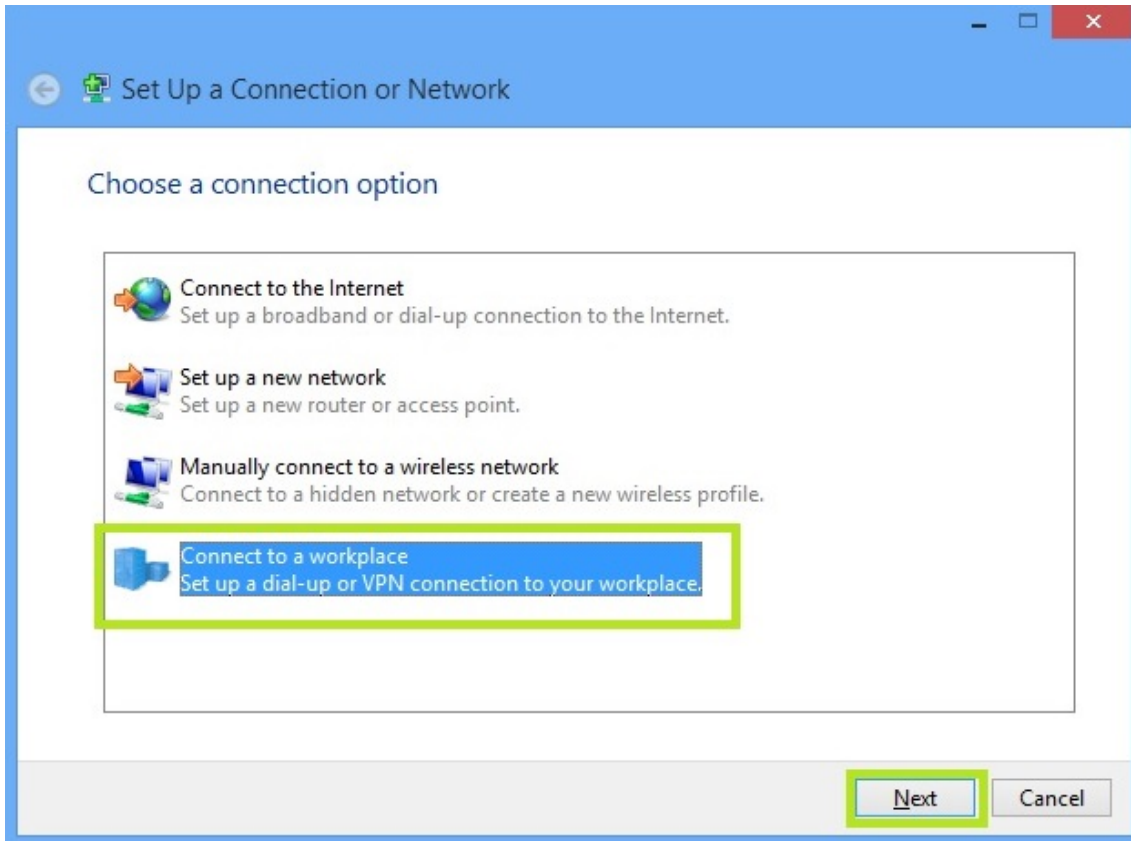 Set Up a Connection or Network
Choose a connection option
Connect to the Internet
Set up a broadband or dial-up connection to the Internet.
Set up a new network
Set up a new router or access point.
Manually connect to a wireless network
Connect to a hidden network or create a new wireless profile.
Connect to a workplace
Set up a dial-up or VPN connection to your workplace.
Next
Cancel